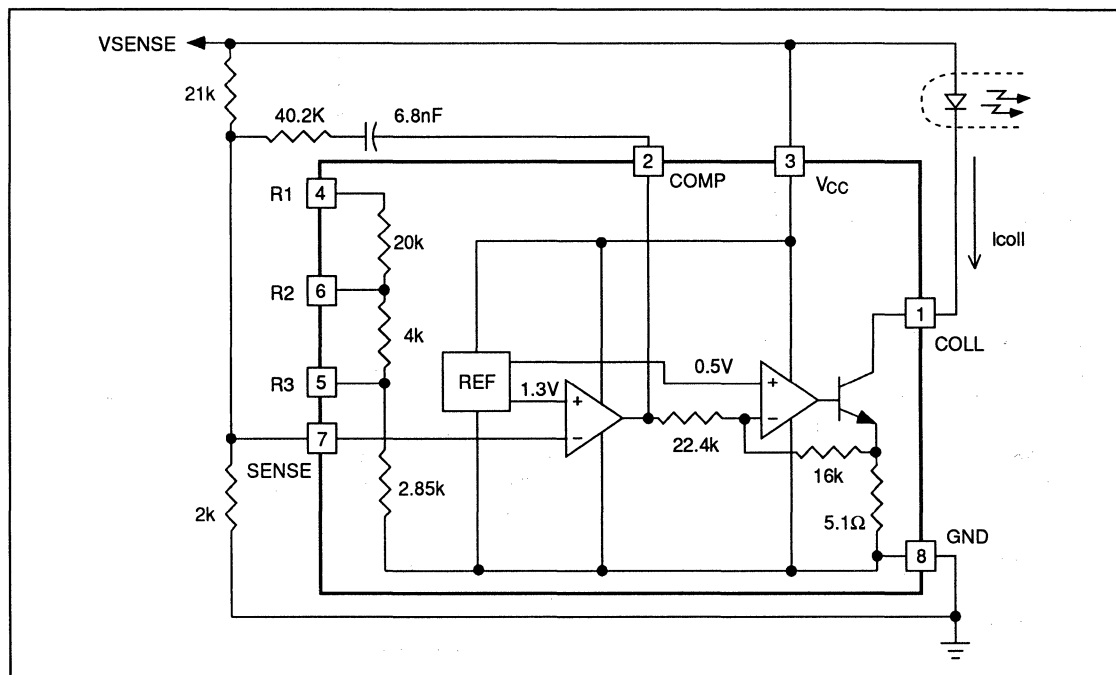 VSENSE
21k
40.2K
6.8nF
2
COMP
3
VCC
R1
4
20k
Icoll
R2
6
4k
1
COLL
R3
5
REF
0.5V
1.3V
+
−
+
−
22.4k
7
SENSE
16k
2.85k
2k
5.1Ω
GND
8